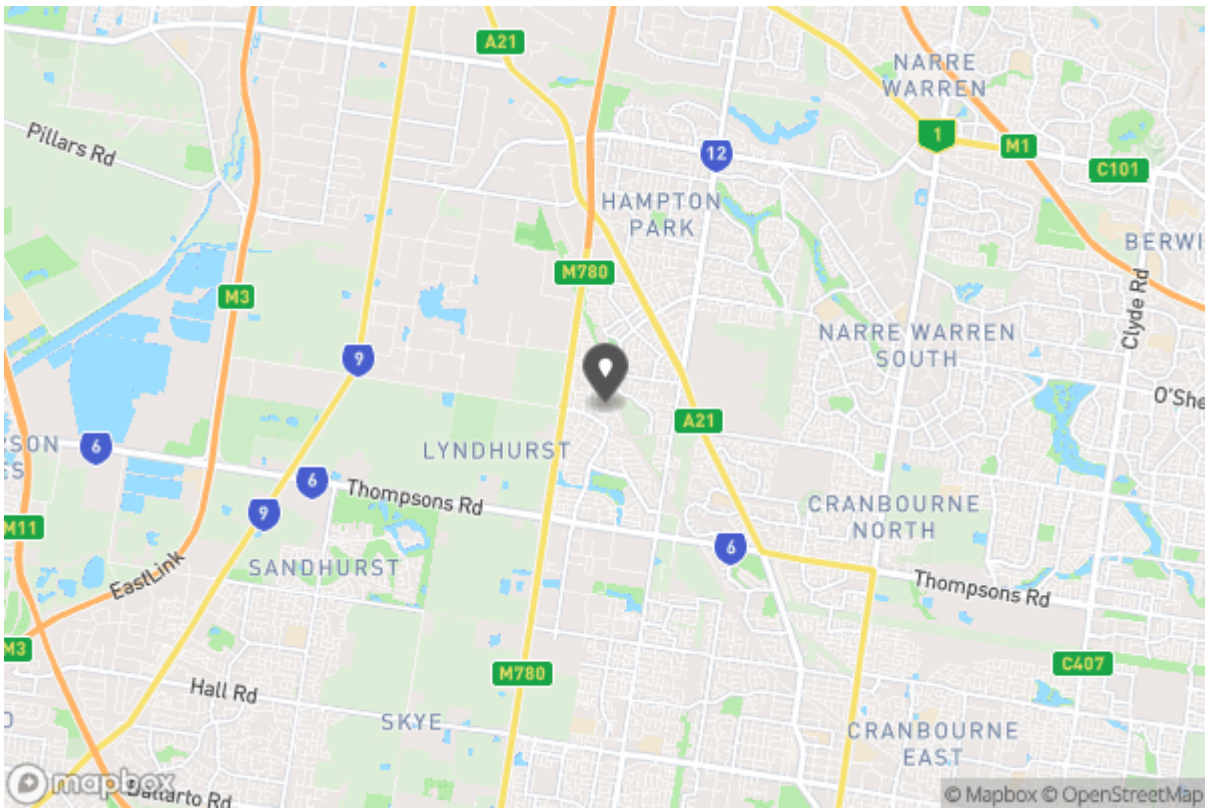 A21
NARRE
WARREN
Pillars Rd
1
M1
12
C101
HAMPTON
PARK
BERWI
M780
M3
Clyde Rd
NARRE WARREN
SOUTH
9
O'She
A21
LYNDHURST
6
6
Thompsons Rd
CRANBOURNE
NORTH
9
M11
6
SANDHURST
EastLink
Thompsons Rd
M3
C407
M780
Hall Rd
SKYE
CRANBOURNE
EAST
mapbox
© Mapbox © OpenStreetMap